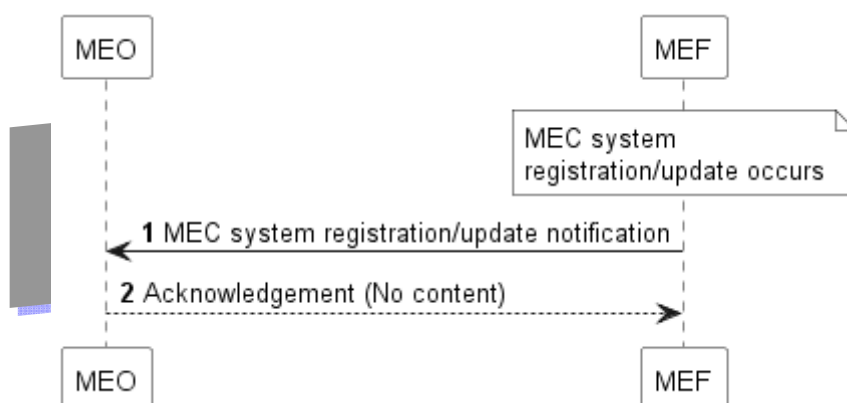 MEO
MEF
MEC system
registration/update occurs
1 MEC system registration/update notification
2 Acknowledgement (No content)
MEO
MEF